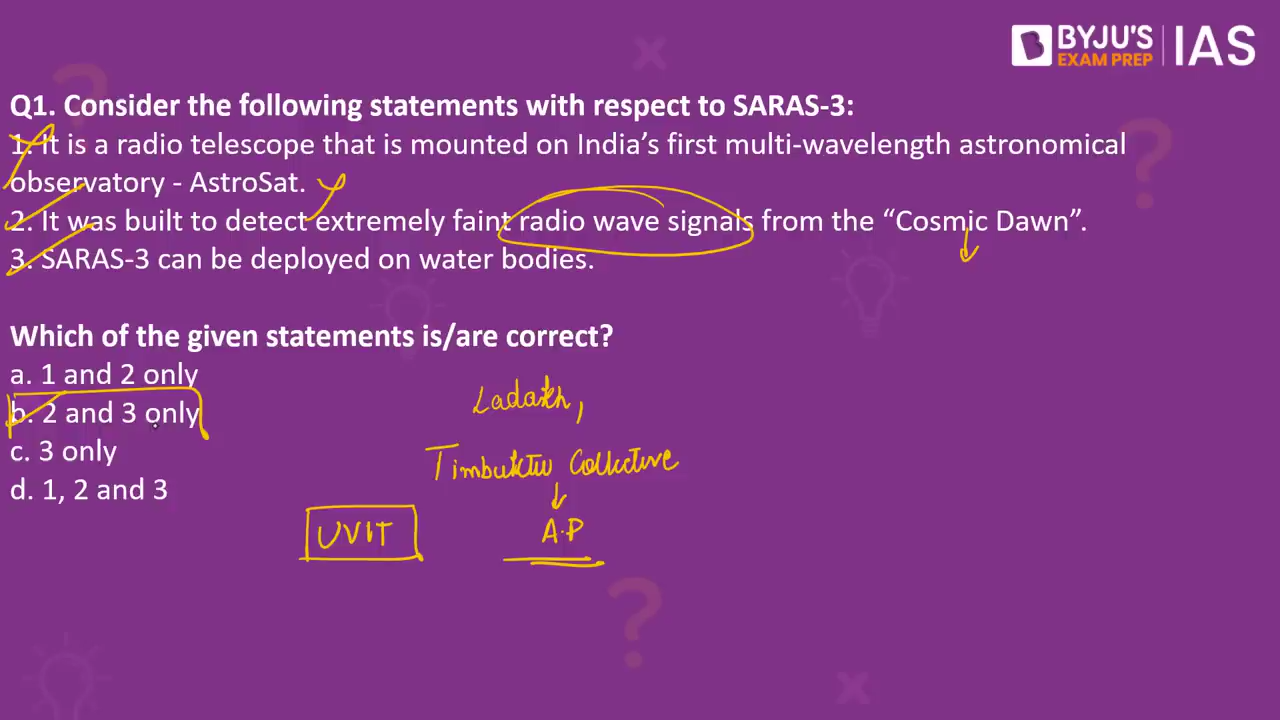 BYJU'S IAS
EXAM PREP
Q1. Consider the following statements with respect to SARAS-3:
1. It is a radio telescope that is mounted on India's first multi-wavelength astronomical
observatory - AstroSat.
2. It was built to detect extremely faint radio wave signals from the “Cosmic Dawn”.
3. SARAS-3 can be deployed on water bodies.
Which of the given statements is/are correct?
a. 1 and 2 only
b. 2 and 3 only
c. 3 only
d. 1, 2 and 3
Ladakh,
Timbuktu Collective
UVIT
A.P